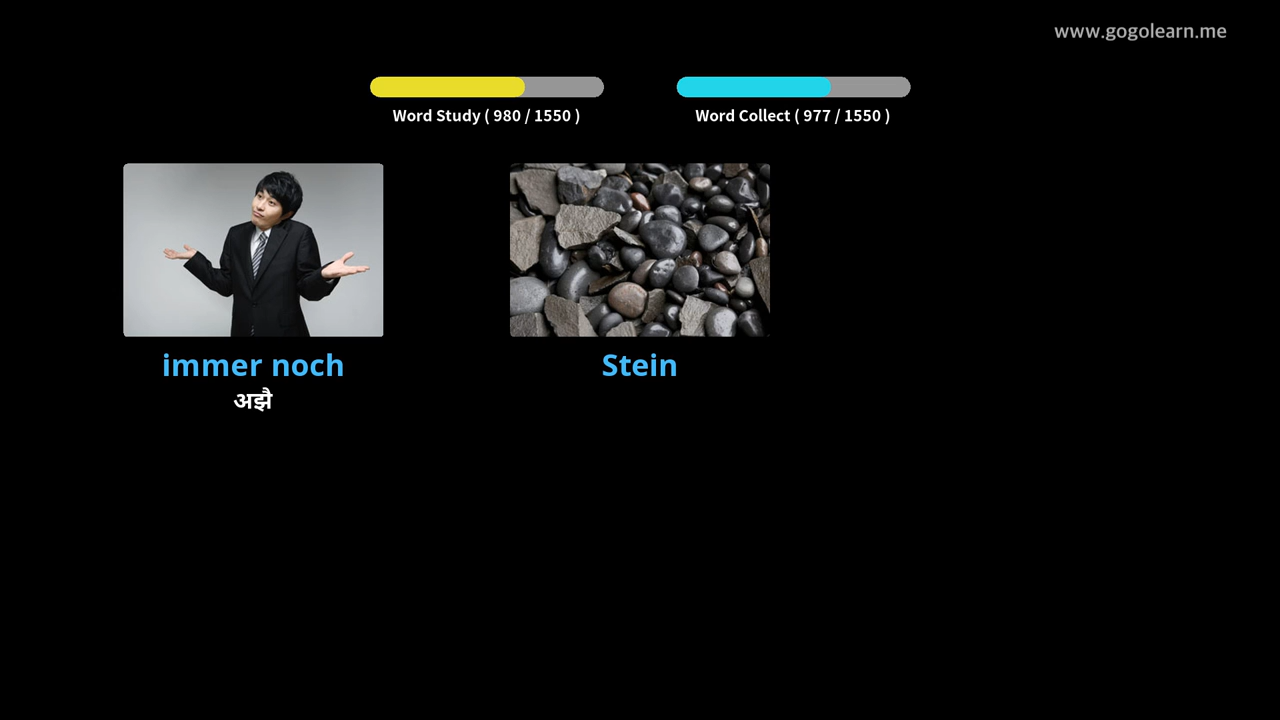 www.gogolearn.me
Word Study ( 980 / 1550 )
Word Collect ( 977 / 1550 )
immer noch
अझै
Stein